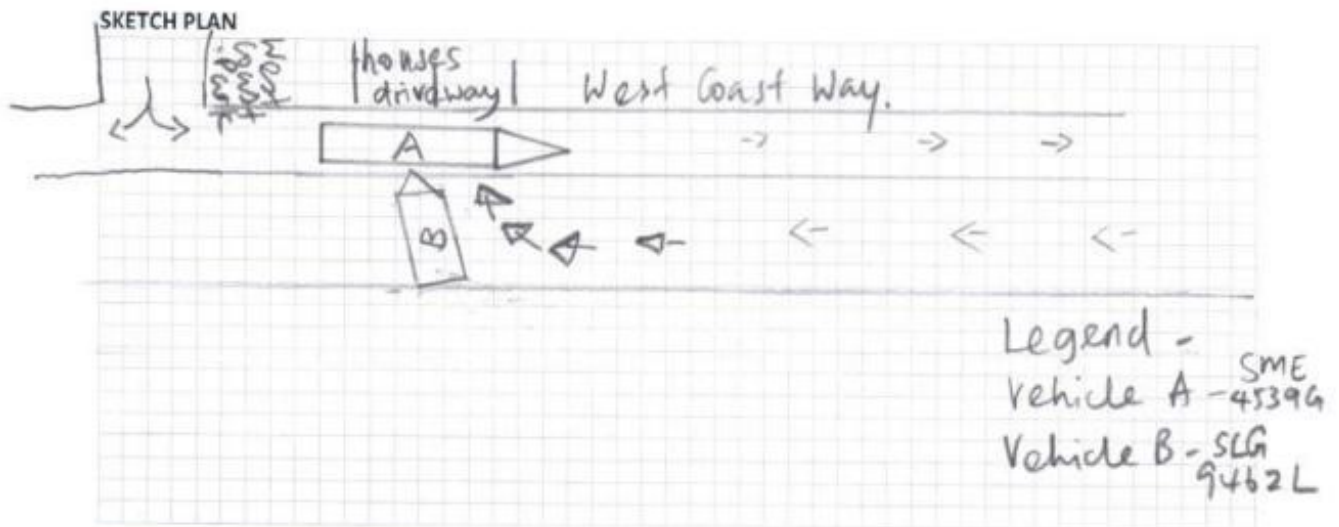 SKETCH PLAN
houses
driveway
West Coast Way.
A
B
Legend -
Vehicle A - SME
4539G
Vehicle B - SLG
9462L